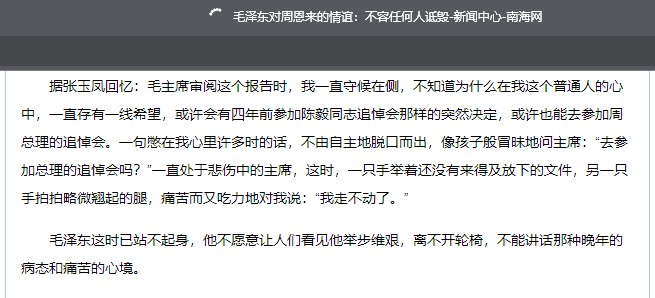 毛泽东对周恩来的情谊：不容任何人诋毁-新闻中心-南海网
据张玉凤回忆：毛主席审阅这个报告时，我一直守候在侧，不知道为什么在我这个普通人的心
中，一直存有一线希望，或许会有四年前参加陈毅同志追悼会那样的突然决定，或许也能去参加周
总理的追悼会。一句憋在我心里许多时的话，不由自主地脱口而出，像孩子般冒昧地问主席：“去参
加总理的追悼会吗？”一直处于悲伤中的主席，这时，一只手举着还没有来得及放下的文件，另一只
手拍拍略微翘起的腿，痛苦而又吃力地对我说：“我走不动了。”
毛泽东这时已站不起身，他不愿意让人们看见他举步维艰，离不开轮椅，不能讲话那种晚年的
病态和痛苦的心境。